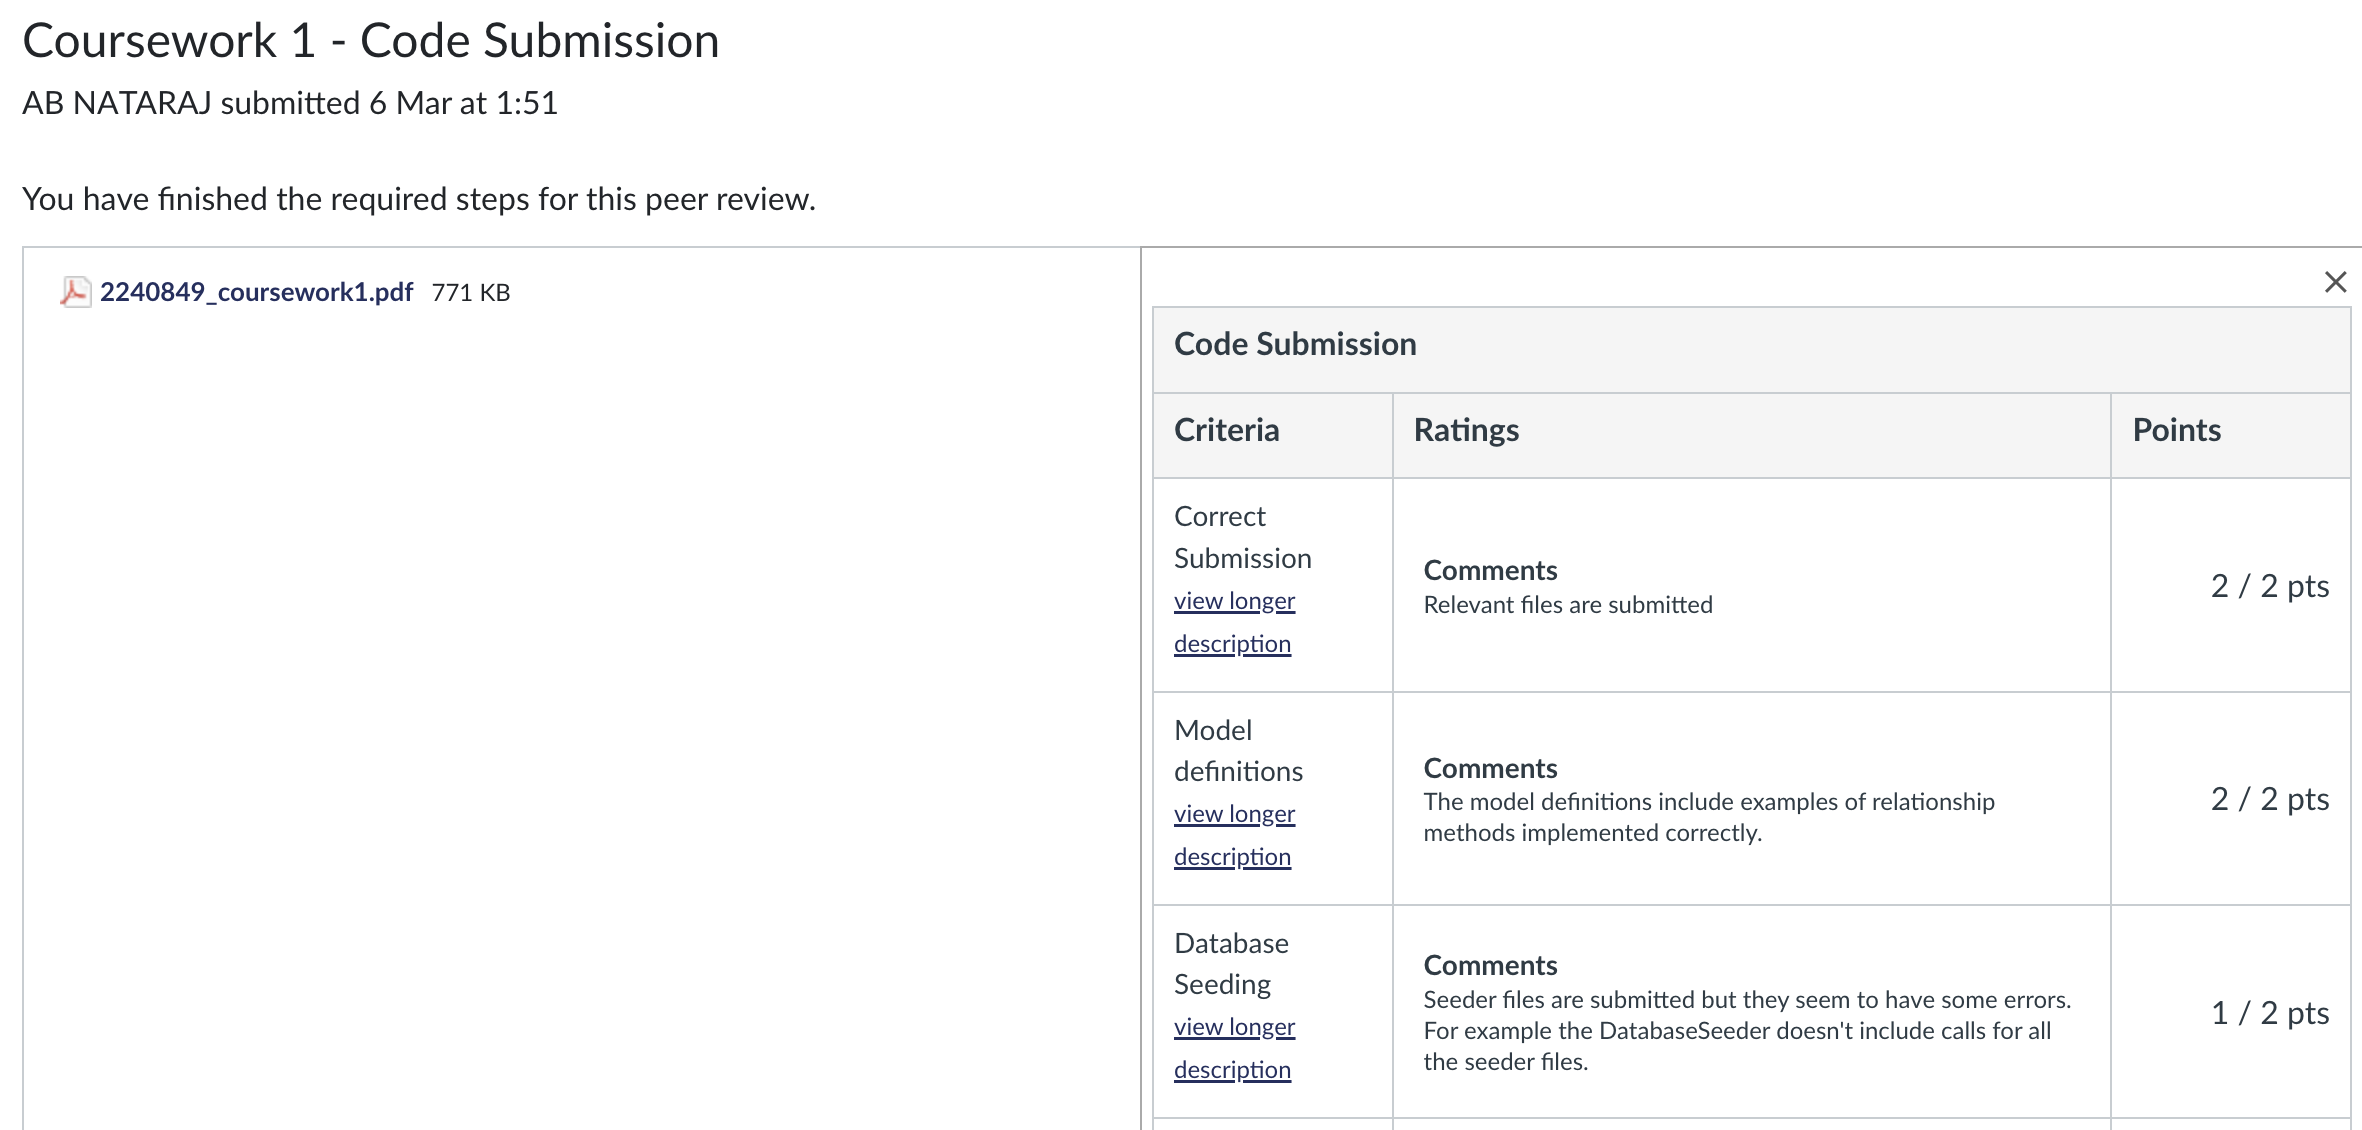 Coursework 1 - Code Submission
AB NATARAJ submitted 6 Mar at 1:51
You have finished the required steps for this peer review.
2240849_coursework1.pdf 771 KB
Code Submission
Criteria
Ratings
Points
Correct
Submission
view longer
description
Comments
Relevant files are submitted
2 / 2 pts
Model
definitions
view longer
description
Comments
The model definitions include examples of relationship
methods implemented correctly.
2 / 2 pts
Database
Seeding
view longer
description
Comments
Seeder files are submitted but they seem to have some errors.
For example the DatabaseSeeder doesn't include calls for all
the seeder files.
1 / 2 pts